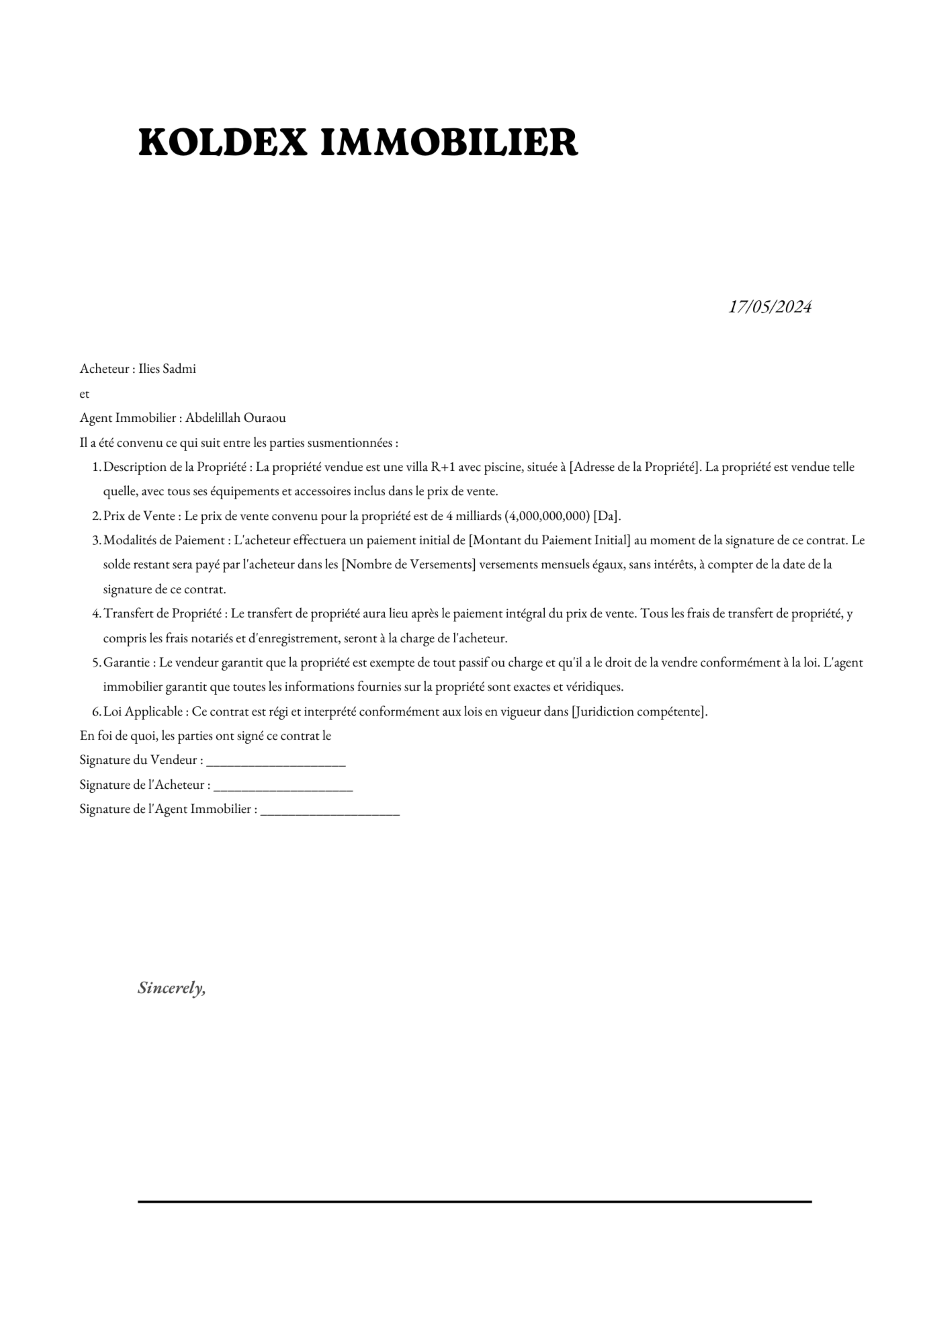 KOLDEX IMMOBILIER
17/05/2024
Acheteur : Ilies Sadmi
et
Agent Immobilier : Abdelillah Ouraou
Il a été convenu ce qui suit entre les parties susmentionnées :
1. Description de la Propriété : La propriété vendue est une villa R+1 avec piscine, située à [Adresse de la Propriété]. La propriété est vendue telle
quelle, avec tous ses équipements et accessoires inclus dans le prix de vente.
2. Prix de Vente : Le prix de vente convenu pour la propriété est de 4 milliards (4,000,000,000) [Da].
3. Modalités de Paiement : L'acheteur effectuera un paiement initial de [Montant du Paiement Initial] au moment de la signature de ce contrat. Le
solde restant sera payé par l'acheteur dans les [Nombre de Versements] versements mensuels égaux, sans intérêts, à compter de la date de la
signature de ce contrat.
4. Transfert de Propriété : Le transfert de propriété aura lieu après le paiement intégral du prix de vente. Tous les frais de transfert de propriété, y
compris les frais notariés et d'enregistrement, seront à la charge de l'acheteur.
5. Garantie : Le vendeur garantit que la propriété est exempte de tout passif ou charge et qu'il a le droit de la vendre conformément à la loi. L'agent
immobilier garantit que toutes les informations fournies sur la propriété sont exactes et véridiques.
6. Loi Applicable : Ce contrat est régi et interprété conformément aux lois en vigueur dans [Juridiction compétente].
En foi de quoi, les parties ont signé ce contrat le
Signature du Vendeur : ____________________
Signature de l'Acheteur : ____________________
Signature de l'Agent Immobilier : ____________________
Sincerely,